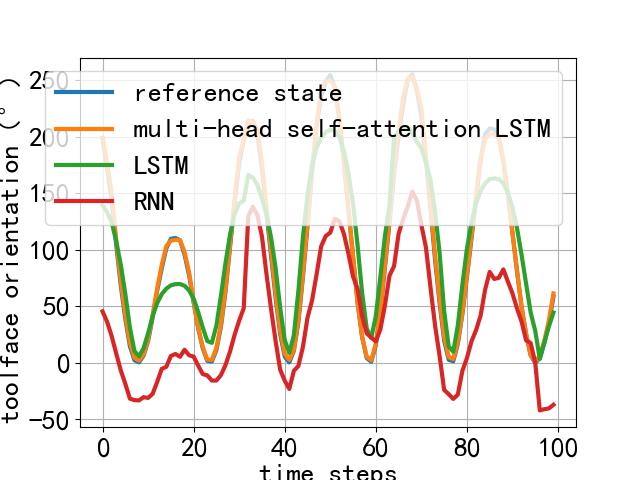 toolface orientation (°)
250
200
150
100
50
0
−50
reference state
multi-head self-attention LSTM
LSTM
RNN
0 20 40 60 80 100
time steps